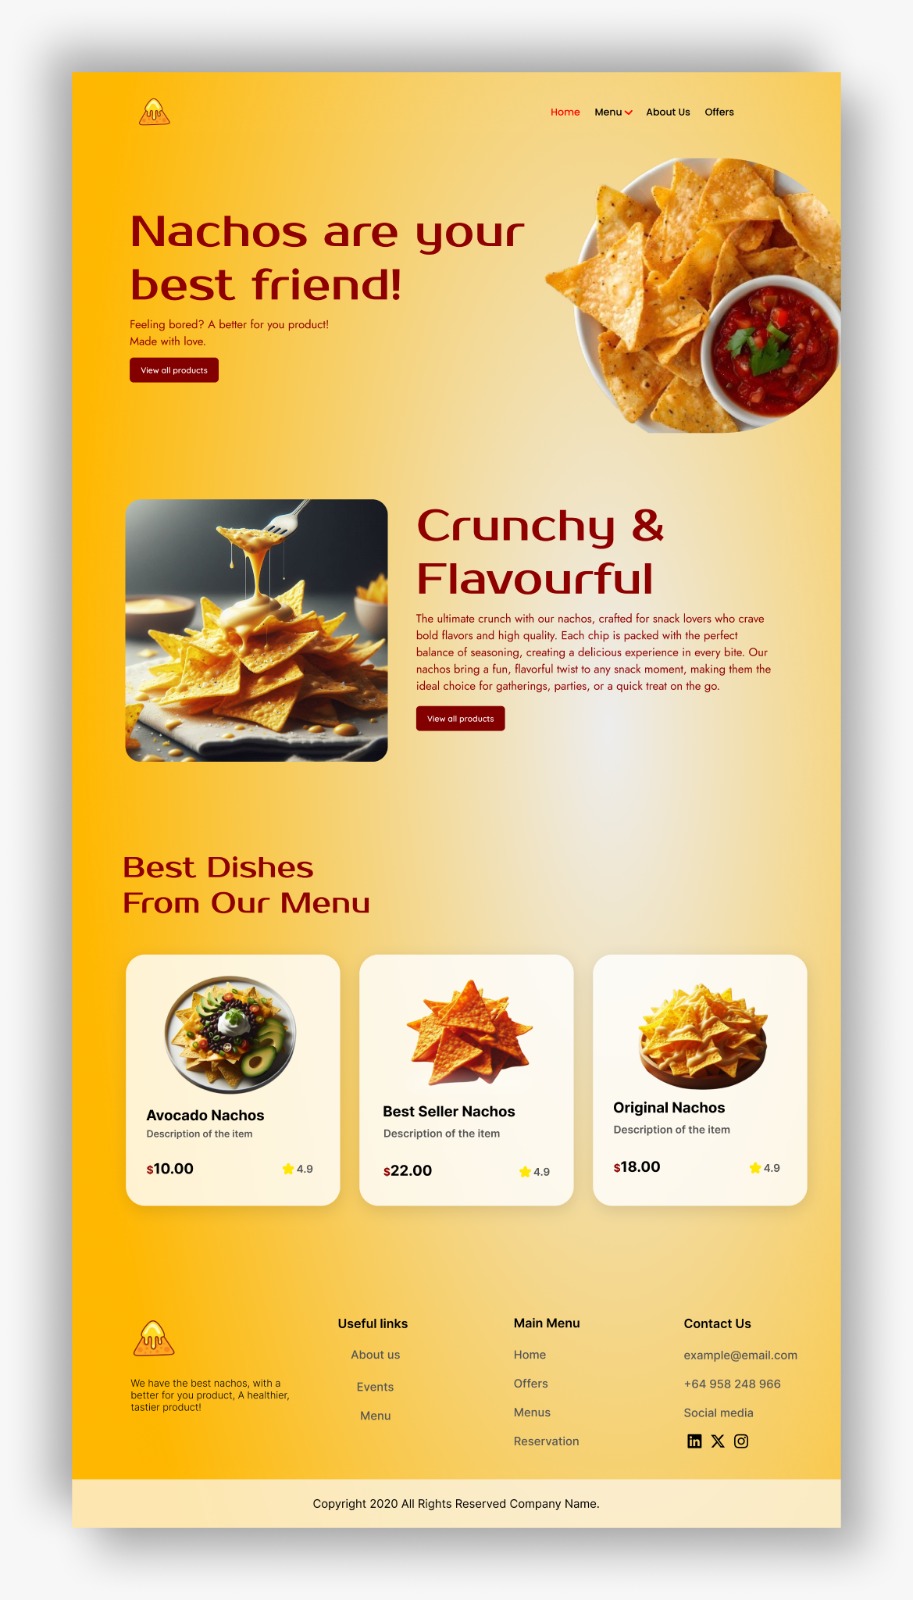 Home Menu About Us Offers
Nachos are your
best friend!
Feeling bored? A better for you product!
Made with love.
View all products
Crunchy &
Flavourful
The ultimate crunch with our nachos, crafted for snack lovers who crave
bold flavors and high quality. Each chip is packed with the perfect
balance of seasoning, creating a delicious experience in every bite. Our
nachos bring a fun, flavorful twist to any snack moment, making them the
ideal choice for gatherings, parties, or a quick treat on the go.
View all products
Best Dishes
From Our Menu
Avocado Nachos
Description of the item
$10.00 4.9
Best Seller Nachos
Description of the item
$22.00 4.9
Original Nachos
Description of the item
$18.00 4.9
We have the best nachos, with a
better for you product, A healthier,
tastier product!
Useful links
About us
Events
Menu
Main Menu
Home
Offers
Menus
Reservation
Contact Us
example@email.com
+64 958 248 966
Social media
Copyright 2020 All Rights Reserved Company Name.